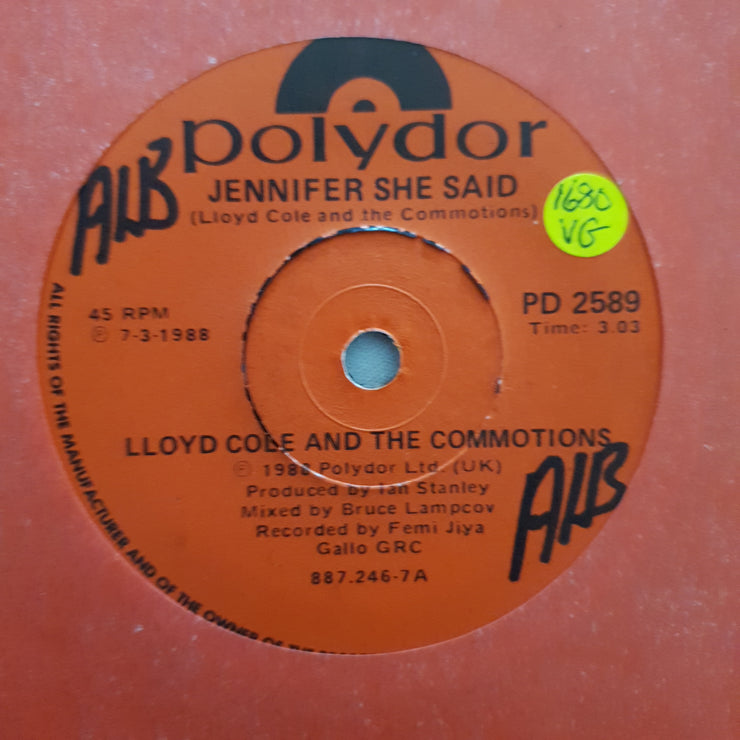 polydor
JENNIFER SHE SAID
(Lloyd Cole and the Commotions)
ALB
1680
VG
45 RPM
Ⓟ 7-3-1988
PD 2589
Time: 3.03
LLOYD COLE AND THE COMMOTIONS
Ⓟ 1988 Polydor Ltd. (UK)
Produced by Ian Stanley
Mixed by Bruce Lampcov
Recorded by Femi Jiya
Gallo GRC
887.246-7A
ALB
ALL RIGHTS OF THE MANUFACTURER AND OF THE OWNER OF THE